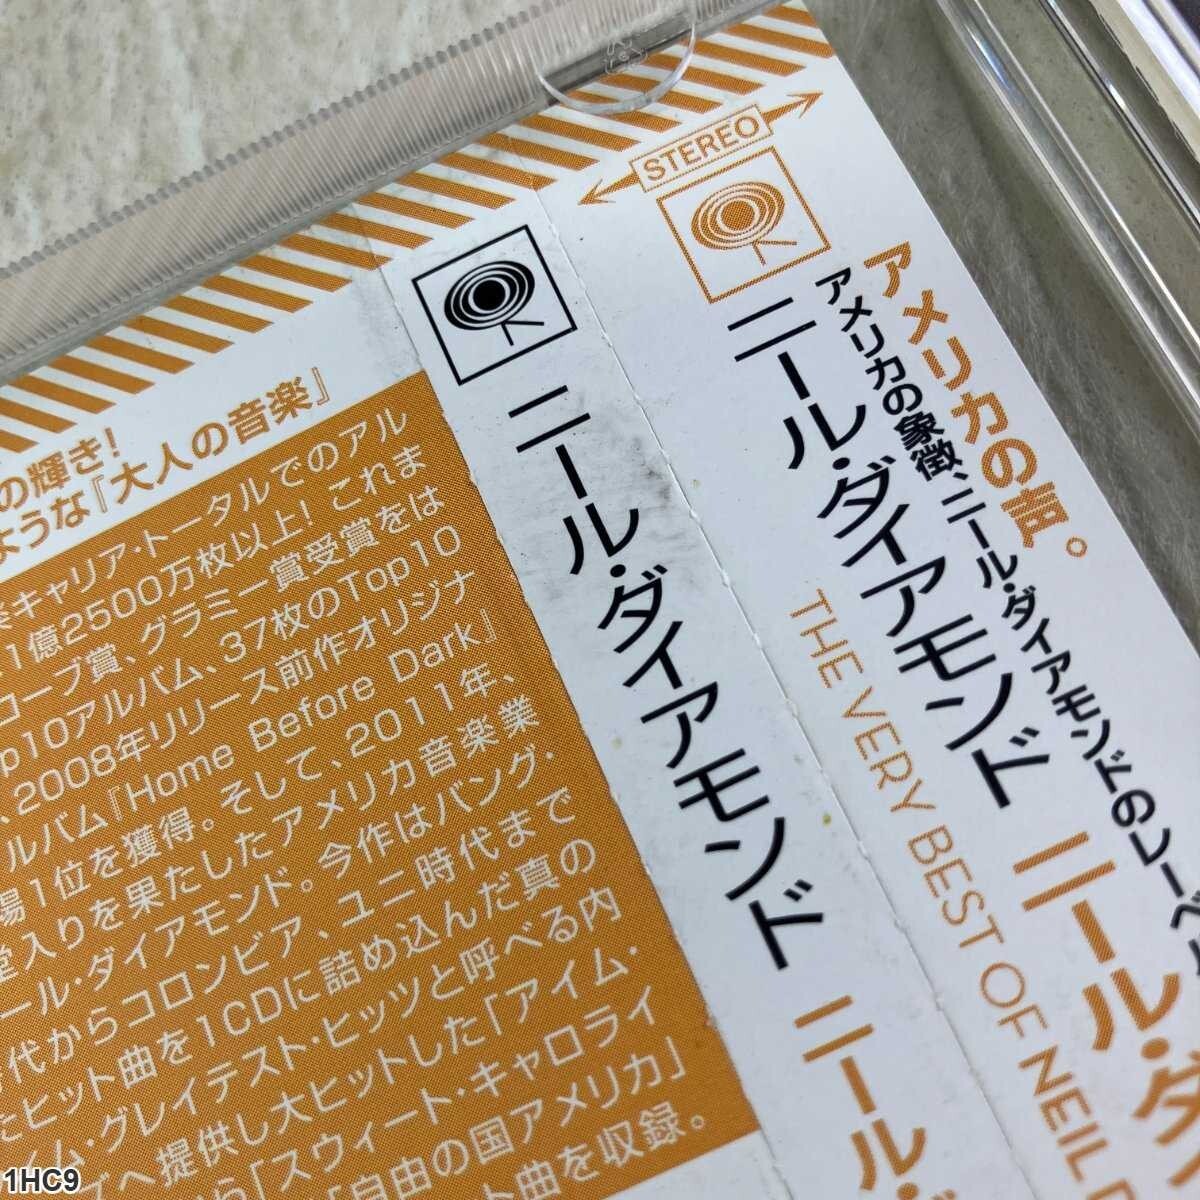 STEREO
アメリカの声。
アメリカの象徴、ニール・ダイアモンドのレーベル
ニール・ダイアモンド
THE VERY BEST OF NEIL
ニール・ダ
ニール・ダイアモンド
ニール・
の輝き!
ような『大人の音楽』
キャリア・トータルでのアル
1億2500万枚以上! これま
ローブ賞、グラミー賞受賞をは
p10アルバム、37枚のTop10
、2008年リリース前作オリジナ
ルバム『Home Before Dark』
場1位を獲得。そして、2011年、
堂入りを果たしたアメリカ音楽業
ール・ダイアモンド。今作はバング・
代からコロンビア、ユニ時代まで
たヒット曲を1CDに詰め込んだ真の
イム・グレイテスト・ヒッツと呼べる内
ズへ提供し大ヒットした「アイム・
ら「スウィート・キャロライ
「自由の国アメリカ」
ト曲を収録。
1HC9